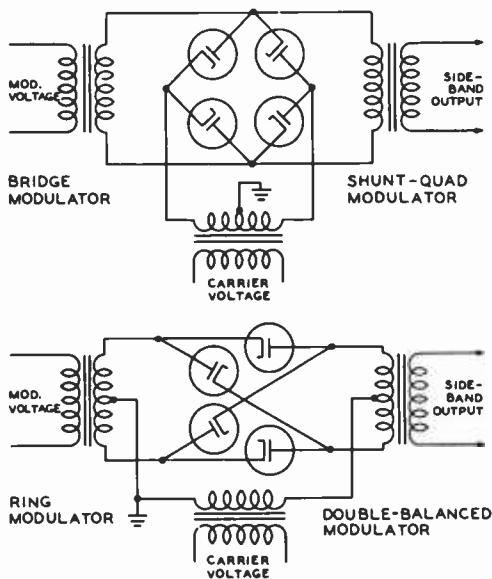 MOD.
VOLTAGE
SIDE-
BAND
OUTPUT
BRIDGE
MODULATOR
SHUNT-QUAD
MODULATOR
CARRIER
VOLTAGE
MOD.
VOLTAGE
SIDE-
BAND
OUTPUT
RING
MODULATOR
DOUBLE-BALANCED
MODULATOR
CARRIER
VOLTAGE